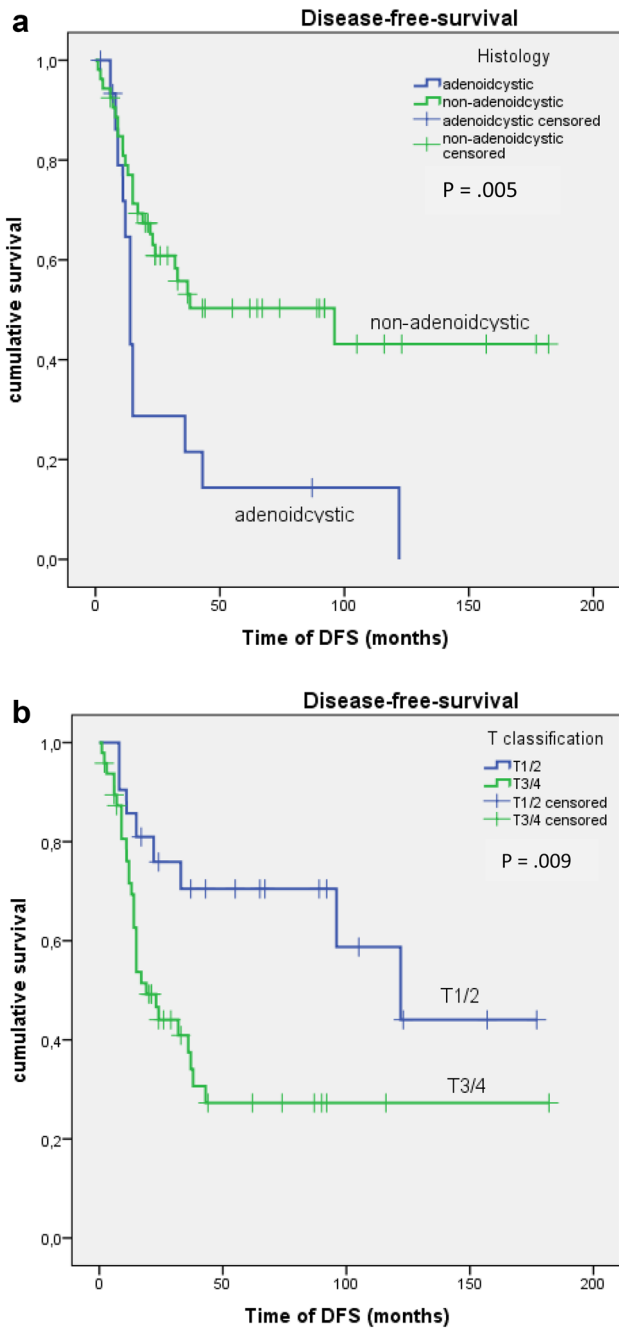 a
Disease-free-survival
Histology
adenoidcystic
non-adenoidcystic
adenoidcystic censored
non-adenoidcystic
censored
P = .005
1,0
0,8
0,6
0,4
0,2
0,0
cumulative survival
non-adenoidcystic
adenoidcystic
0
50
100
150
200
Time of DFS (months)
b
Disease-free-survival
T classification
T1/2
T3/4
T1/2 censored
T3/4 censored
P = .009
1,0
0,8
0,6
0,4
0,2
0,0
cumulative survival
T1/2
T3/4
0
50
100
150
200
Time of DFS (months)